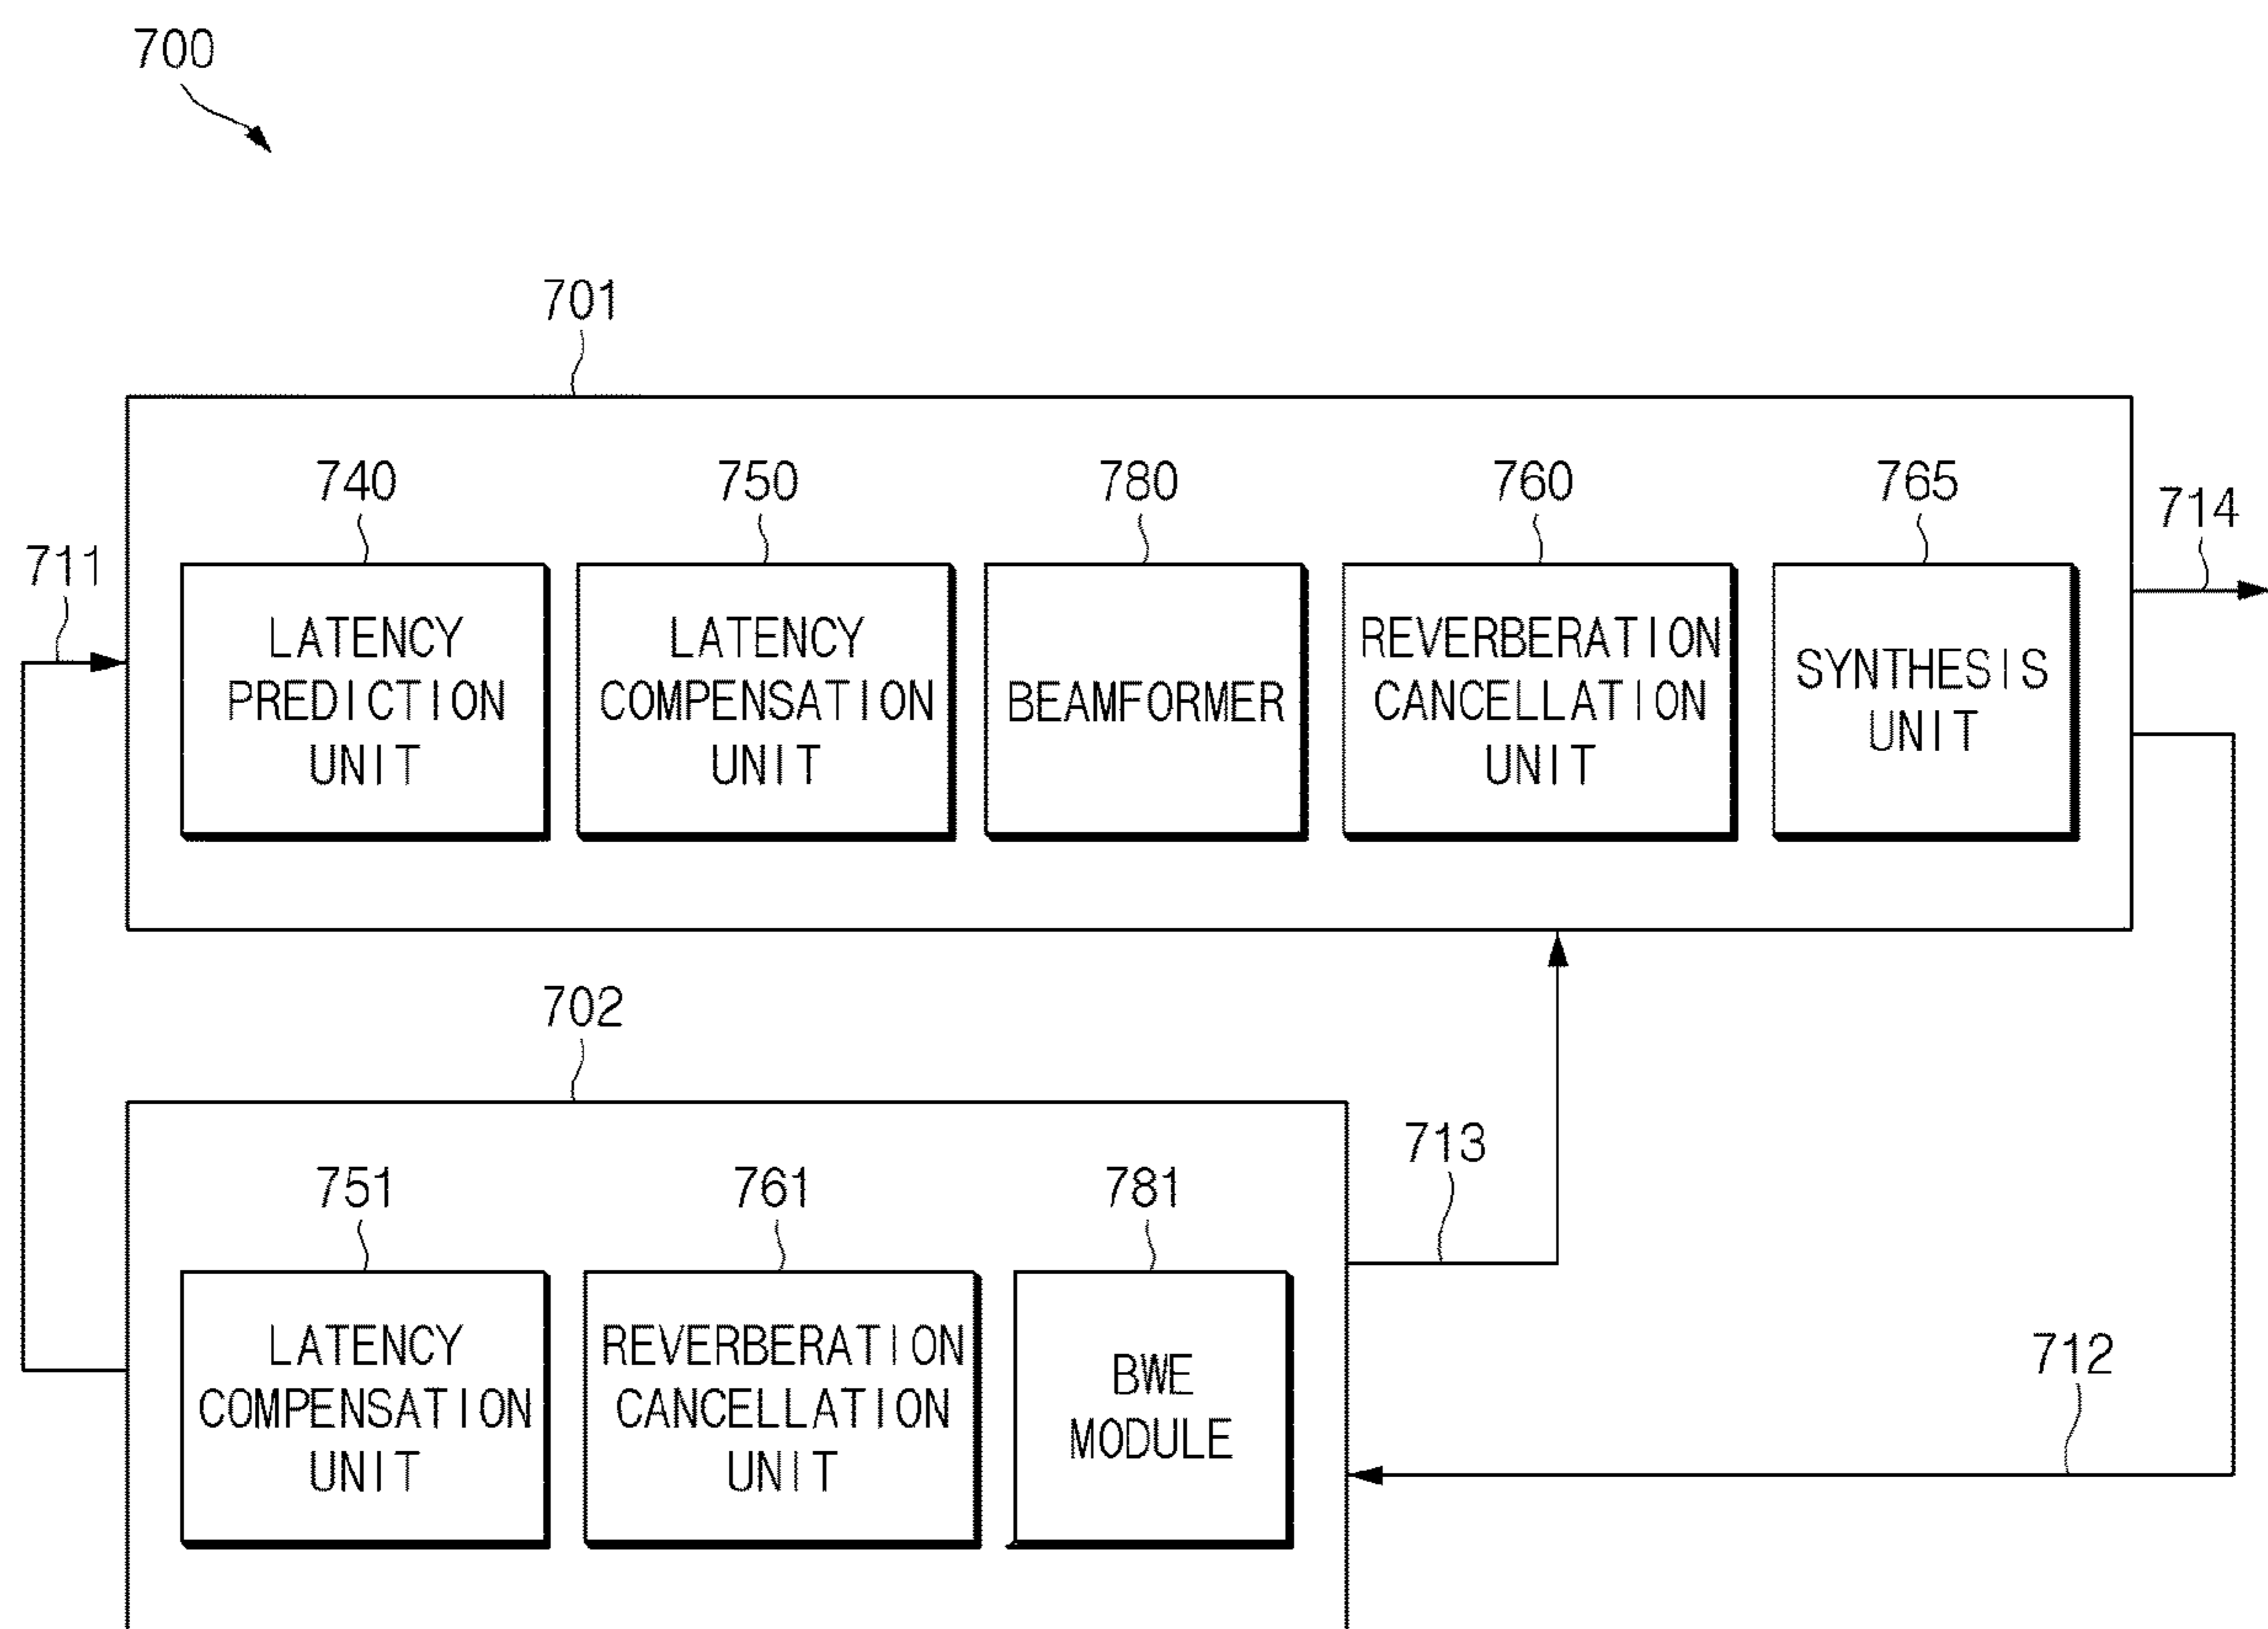 700
701
740
750
780
760
765
714
711
LATENCY
PREDICTION
UNIT
LATENCY
COMPENSATION
UNIT
BEAMFORMER
REVERBERATION
CANCELLATION
UNIT
SYNTHESIS
UNIT
702
713
751
761
781
712
LATENCY
COMPENSATION
UNIT
REVERBERATION
CANCELLATION
UNIT
BWE
MODULE